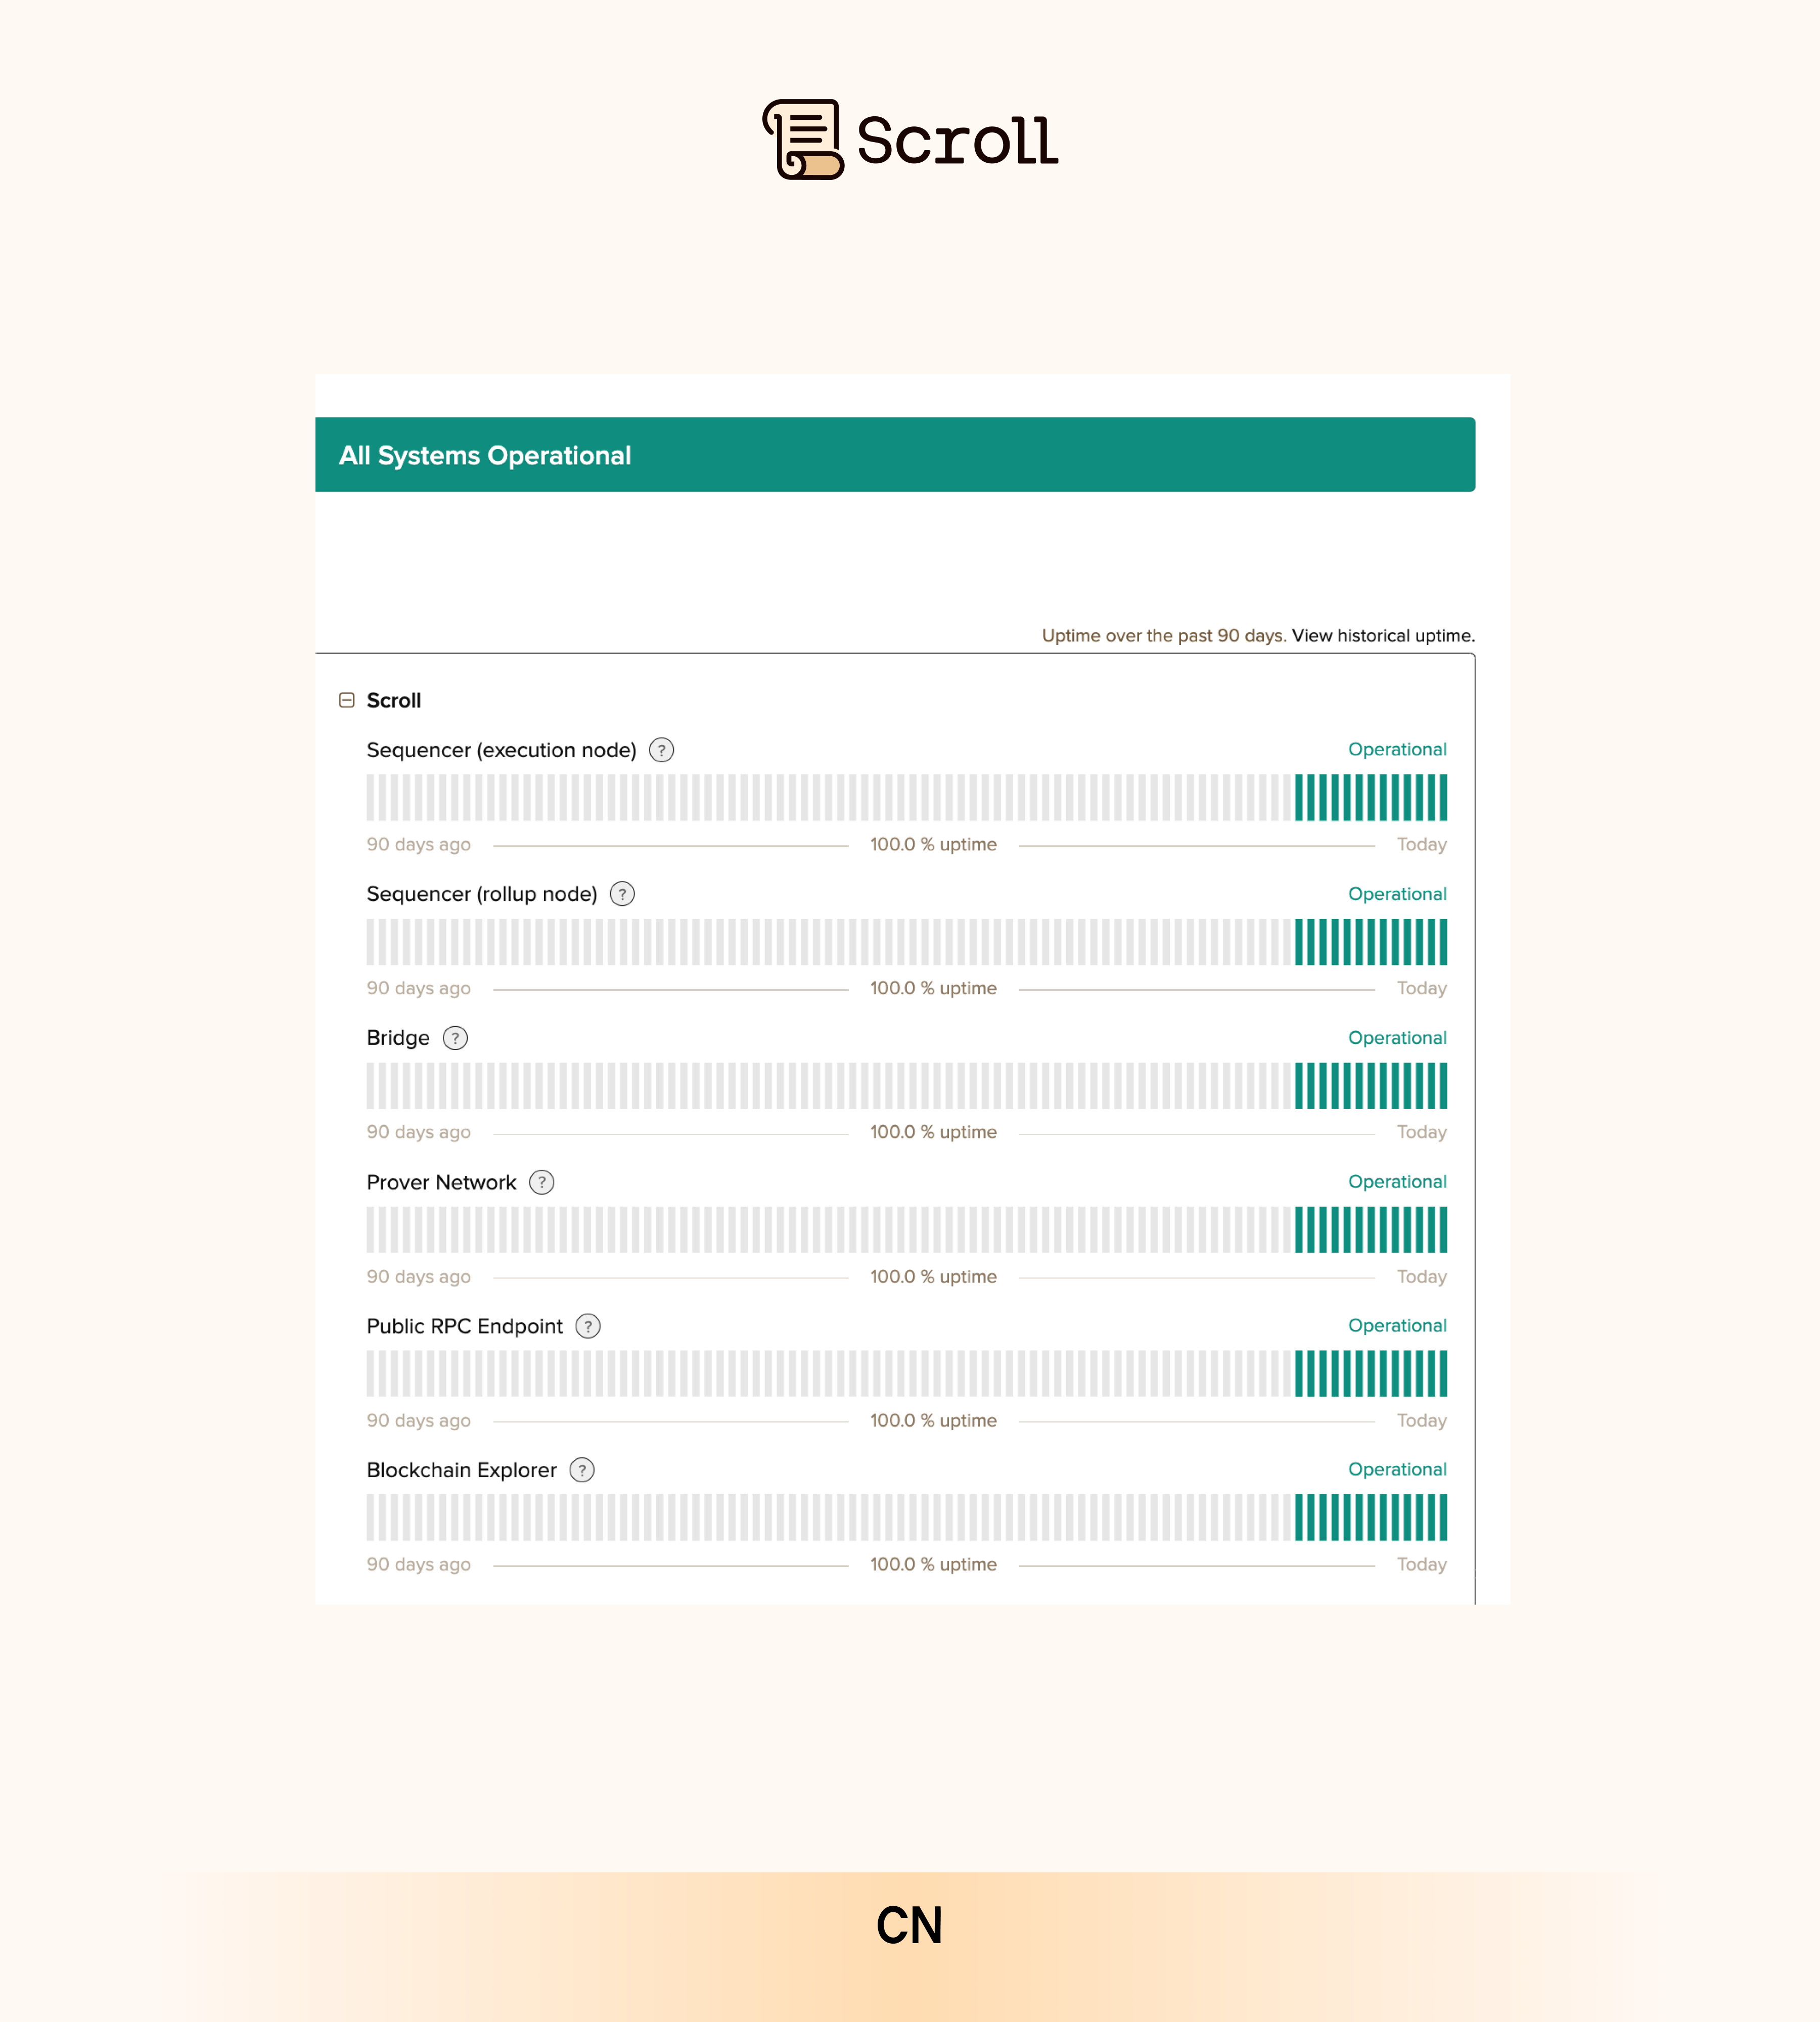 Scroll
All Systems Operational
Uptime over the past 90 days. View historical uptime.
Scroll
Sequencer (execution node) ? Operational
90 days ago 100.0 % uptime Today
Sequencer (rollup node) ? Operational
90 days ago 100.0 % uptime Today
Bridge ? Operational
90 days ago 100.0 % uptime Today
Prover Network ? Operational
90 days ago 100.0 % uptime Today
Public RPC Endpoint ? Operational
90 days ago 100.0 % uptime Today
Blockchain Explorer ? Operational
90 days ago 100.0 % uptime Today
CN